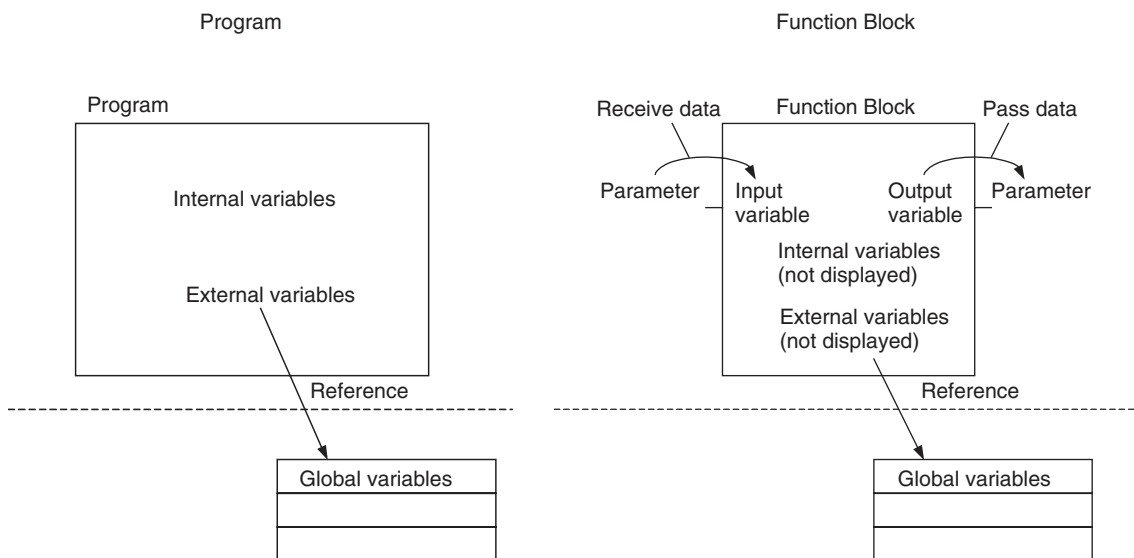 Program
Program
Internal variables
External variables
Reference
Global variables
Function Block
Receive data
Function Block
Pass data
Parameter
Input
variable
Output
variable
Parameter
Internal variables
(not displayed)
External variables
(not displayed)
Reference
Global variables